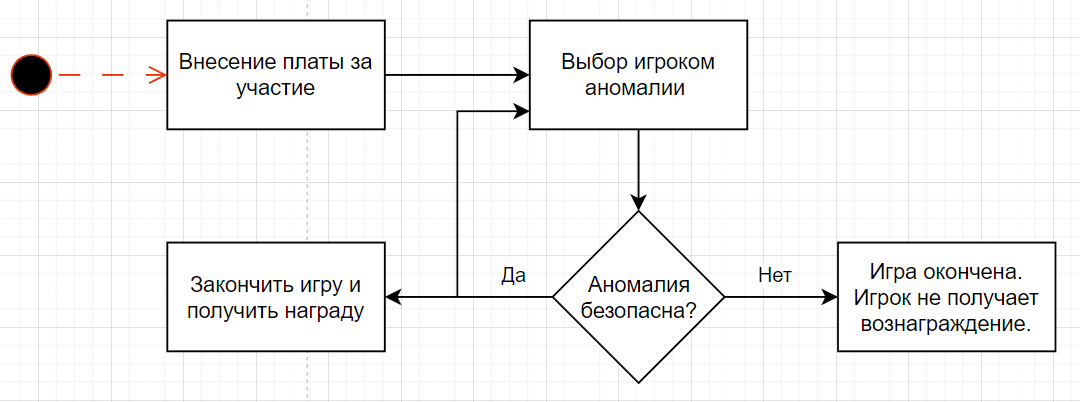 Внесение платы за
участие
Выбор игроком
аномалии
Закончить игру и
получить награду
Да
Аномалия
безопасна?
Нет
Игра окончена.
Игрок не получает
вознаграждение.